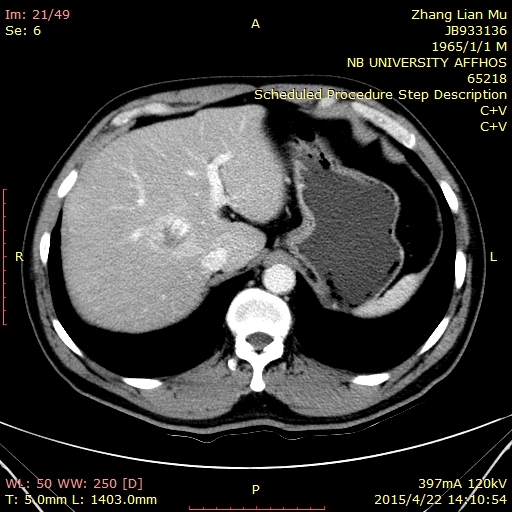 Im: 21/49
Se: 6
A
Zhang Lian Mu
JB933136
1965/1/1 M
NB UNIVERSITY AFFHOS
65218
Scheduled Procedure Step Description
C+V
C+V
R
L
WL: 50 WW: 250 [D]
T: 5.0mm L: 1403.0mm
P
397mA 120kV
2015/4/22 14:10:54